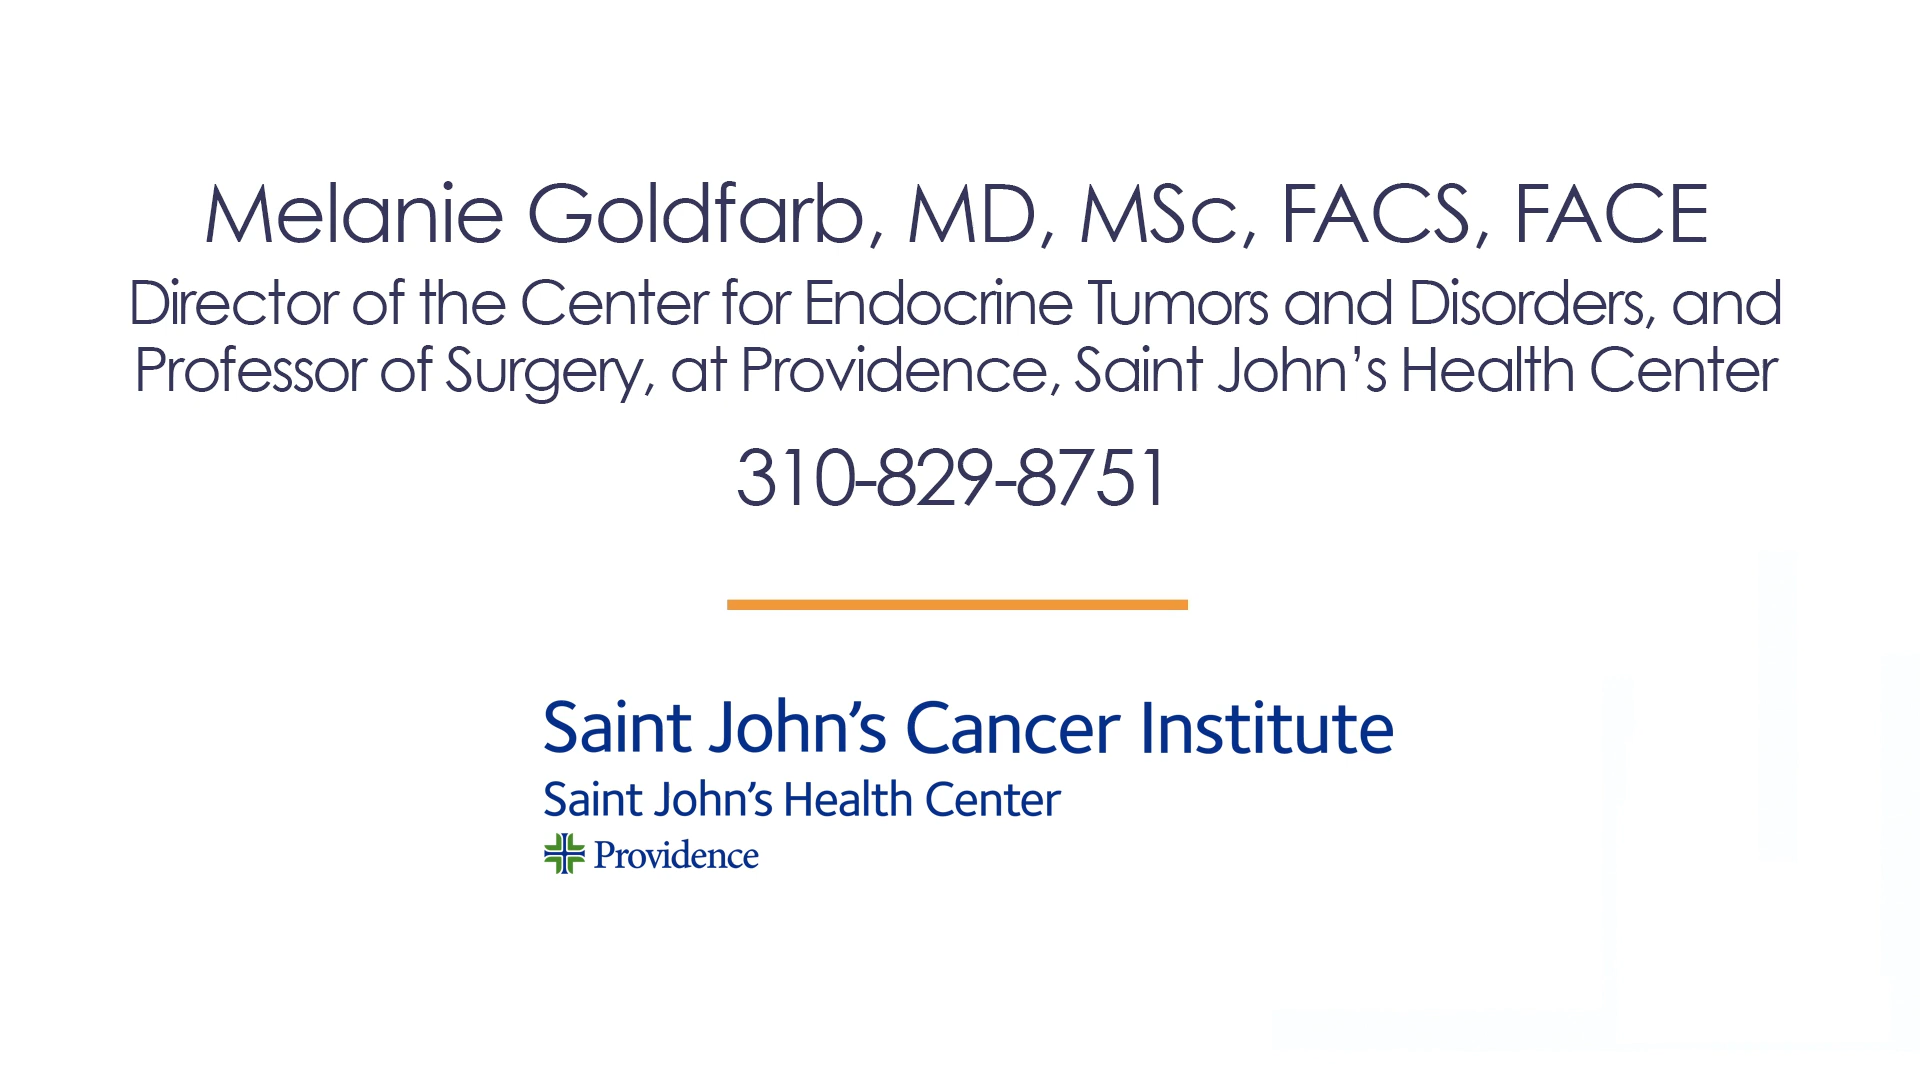 Melanie Goldfarb, MD, MSc, FACS, FACE
Director of the Center for Endocrine Tumors and Disorders, and
Professor of Surgery, at Providence, Saint John’s Health Center
310-829-8751
Saint John’s Cancer Institute
Saint John’s Health Center
Providence